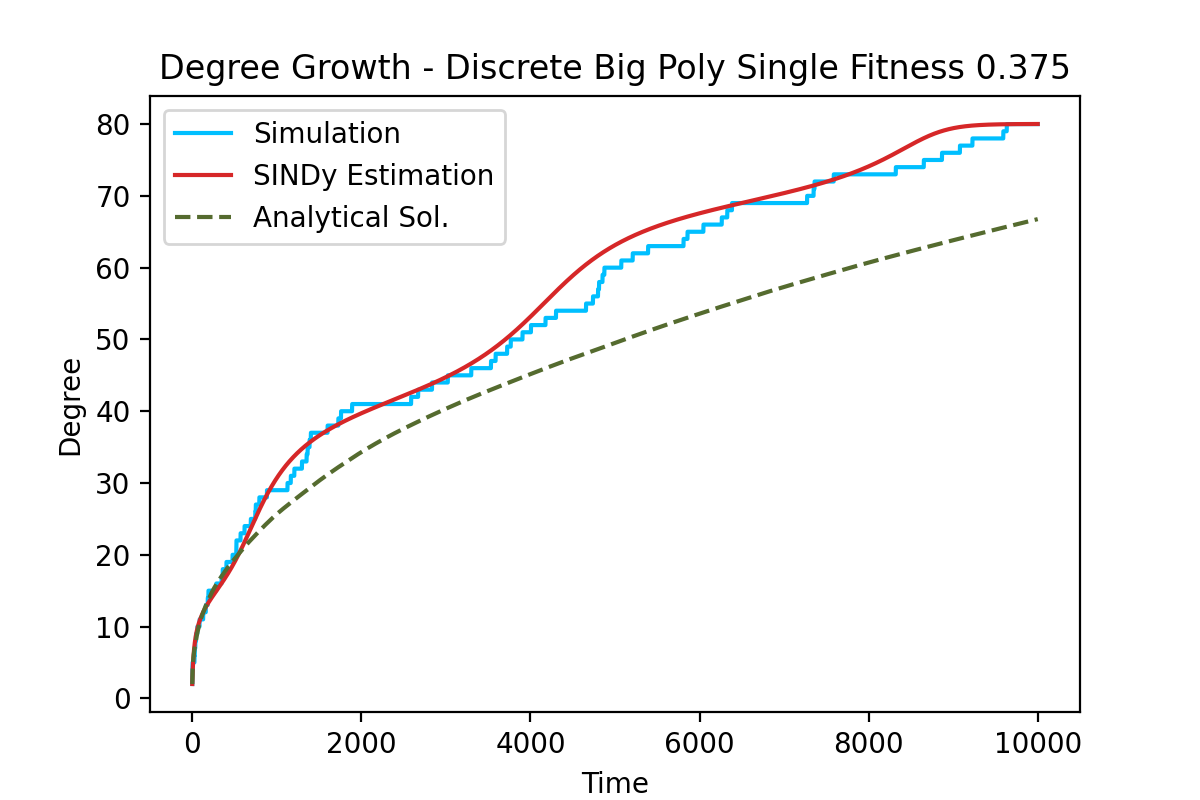 Degree Growth - Discrete Big Poly Single Fitness 0.375
Simulation
SINDy Estimation
Analytical Sol.
80
70
60
50
40
30
20
10
0
Degree
0 2000 4000 6000 8000 10000
Time